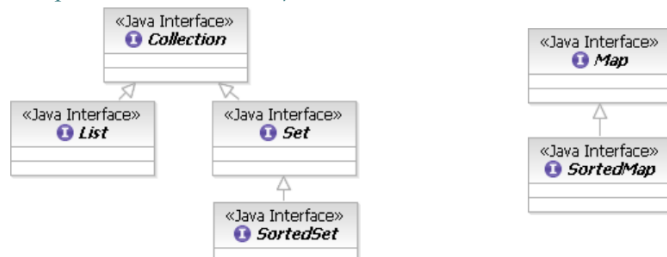 «Java Interface»
Collection
«Java Interface»
List
«Java Interface»
Set
«Java Interface»
SortedSet
«Java Interface»
Map
«Java Interface»
SortedMap